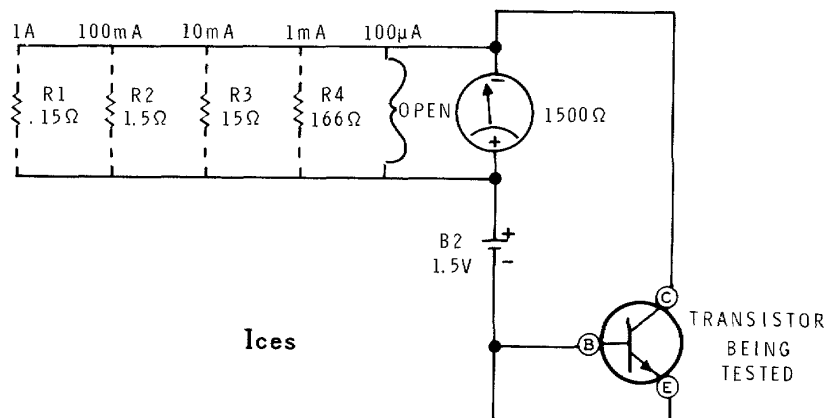 1A 100mA 10mA 1mA 100µA
R1 R2 R3 R4
.15Ω 1.5Ω 15Ω 166Ω
OPEN
-
+
1500Ω
B2
1.5V
+
-
Ices
C
B
E
TRANSISTOR
BEING
TESTED